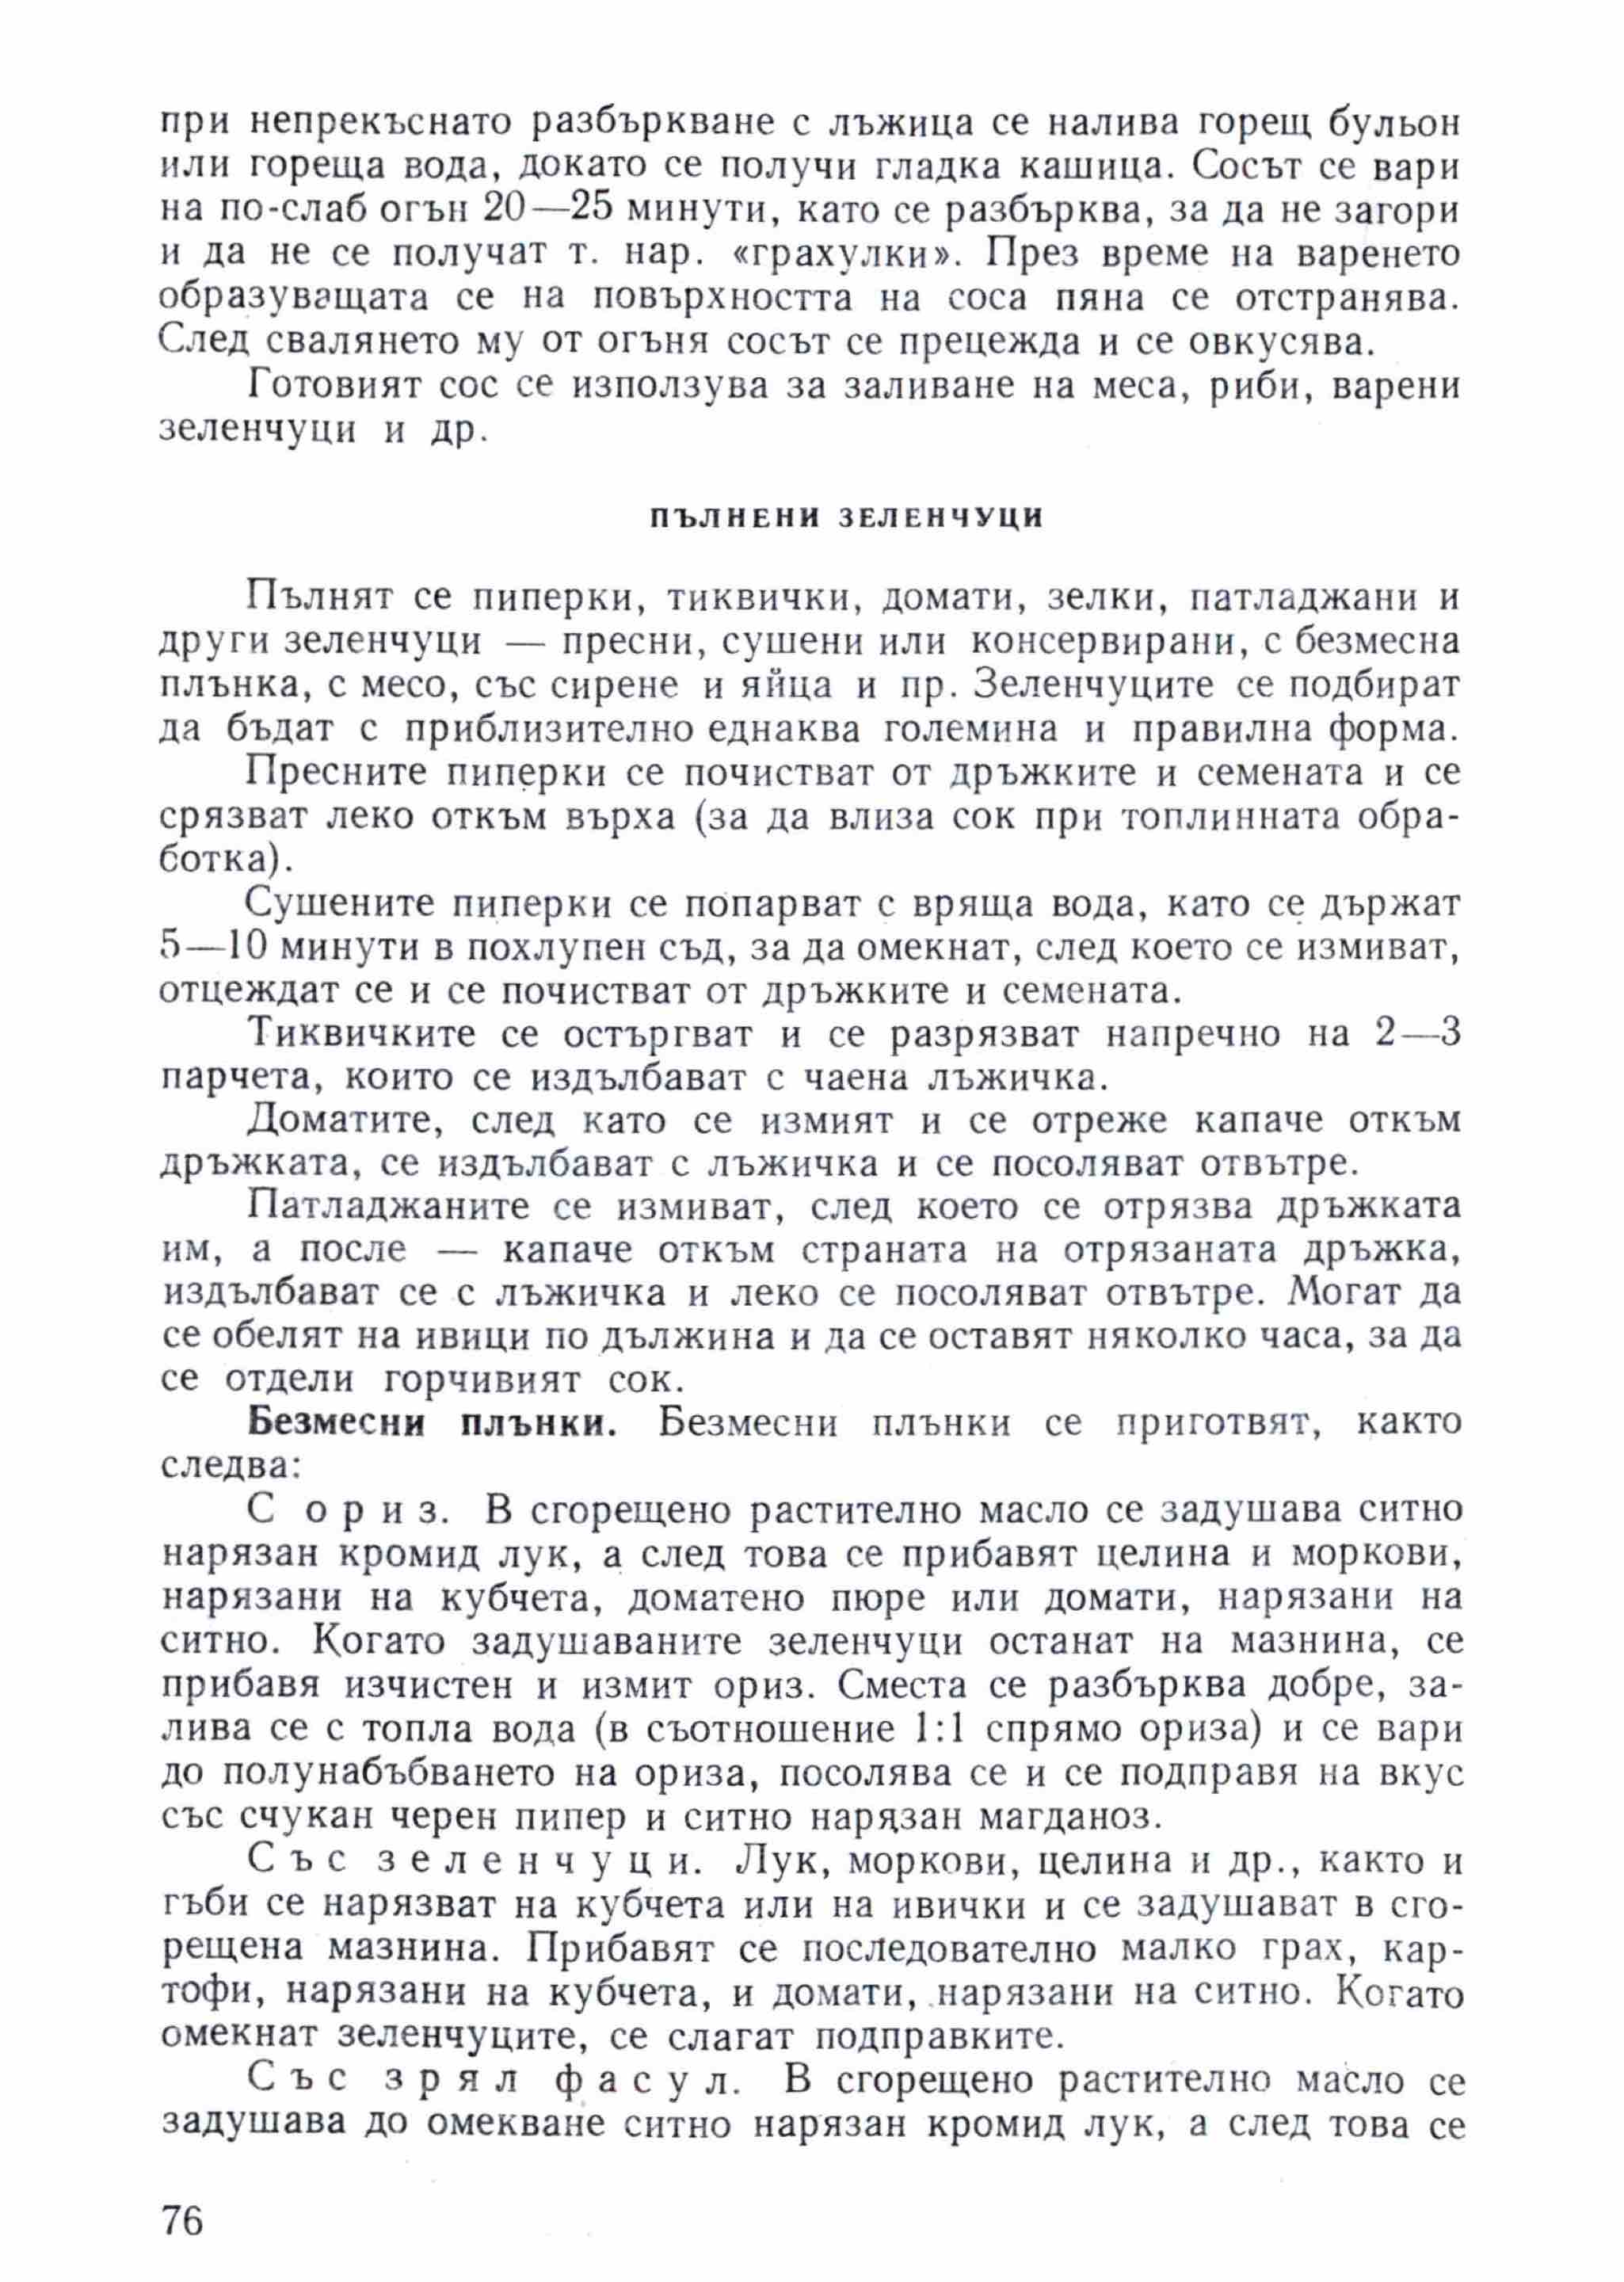 при непрекъснато разбъркване с лъжица се налива горещ бульон
или гореща вода, докато се получи гладка кашица. Сосът се вари
на по-слаб огън 20—25 минути, като се разбърква, за да не загори
и да не се получат т. нар. «грахулки». През време на варенето
образуващата се на повърхността на соса пяна се отстранява.
След свалянето му от огъня сосът се прецежда и се овкусява.
Готовият сос се използува за заливане на меса, риби, варени
зеленчуци и др.
ПЪЛНЕНИ ЗЕЛЕНЧУЦИ
Пълнят се пиперки, тиквички, домати, зелки, патладжани и
други зеленчуци — пресни, сушени или консервирани, с безмесна
плънка, с месо, със сирене и яйца и пр. Зеленчуците се подбират
да бъдат с приблизително еднаква големина и правилна форма.
Пресните пиперки се почистват от дръжките и семената и се
срязват леко откъм върха (за да влиза сок при топлинната обра-
ботка).
Сушените пиперки се попарват с вряща вода, като се държат
5—10 минути в похлупен съд, за да омекнат, след което се измиват,
отцеждат се и се почистват от дръжките и семената.
Тиквичките се остъргват и се разрязват напречно на 2—3
парчета, които се издълбават с чаена лъжичка.
Доматите, след като се измият и се отреже капаче откъм
дръжката, се издълбават с лъжичка и се посоляват отвътре.
Патладжаните се измиват, след което се отрязва дръжката
им, а после — капаче откъм страната на отрязаната дръжка,
издълбават се с лъжичка и леко се посоляват отвътре. Могат да
се обелят на ивици по дължина и да се оставят няколко часа, за да
се отдели горчивият сок.
Безмесни плънки. Безмесни плънки се приготвят, както
следва:
С ориз. В сгорещено растително масло се задушава ситно
нарязан кромид лук, а след това се прибавят целина и моркови,
нарязани на кубчета, доматено пюре или домати, нарязани на
ситно. Когато задушаваните зеленчуци останат на мазнина, се
прибавя изчистен и измит ориз. Сместа се разбърква добре, за-
лива се с топла вода (в съотношение 1:1 спрямо ориза) и се вари
до полунабъбването на ориза, посолява се и се подправя на вкус
със счукан черен пипер и ситно нарязан магданоз.
Със зеленчуци. Лук, моркови, целина и др., както и
гъби се нарязват на кубчета или на ивички и се задушават в сго-
рещена мазнина. Прибавят се последователно малко грах, кар-
тофи, нарязани на кубчета, и домати, нарязани на ситно. Когато
омекнат зеленчуците, се слагат подправките.
Със зрял фасул. В сгорещено растително масло се
задушава до омекване ситно нарязан кромид лук, а след това се
76